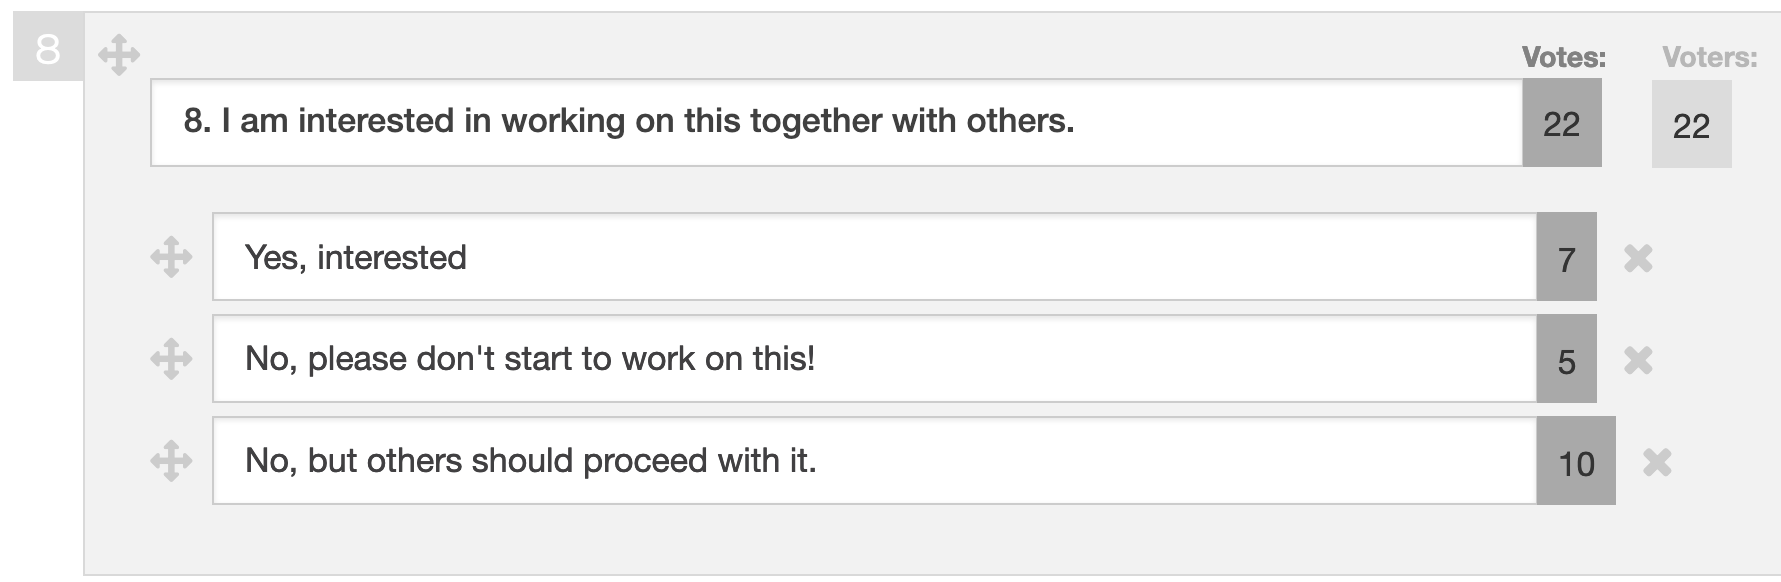 8
Votes: Voters:
8. I am interested in working on this together with others. 22 22
Yes, interested 7
No, please don't start to work on this! 5
No, but others should proceed with it. 10